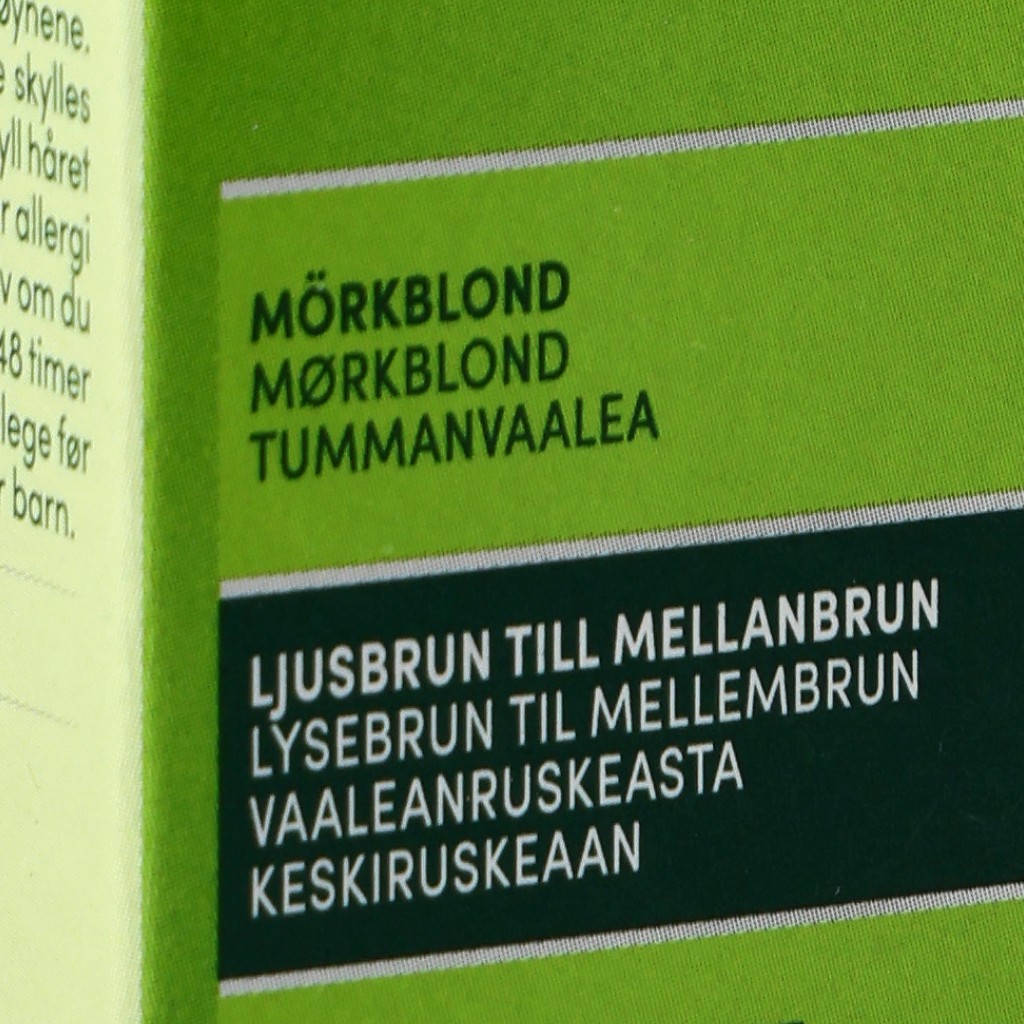 øynene.
skylles
håret
allergi
om du
48 timer
lege før
barn.
MÖRKBLOND
MØRKBLOND
TUMMANVAALEA
LJUSBRUN TILL MELLANBRUN
LYSEBRUN TIL MELLEMBRUN
VAALEANRUSKEASTA
KESKIRUSKEAAN